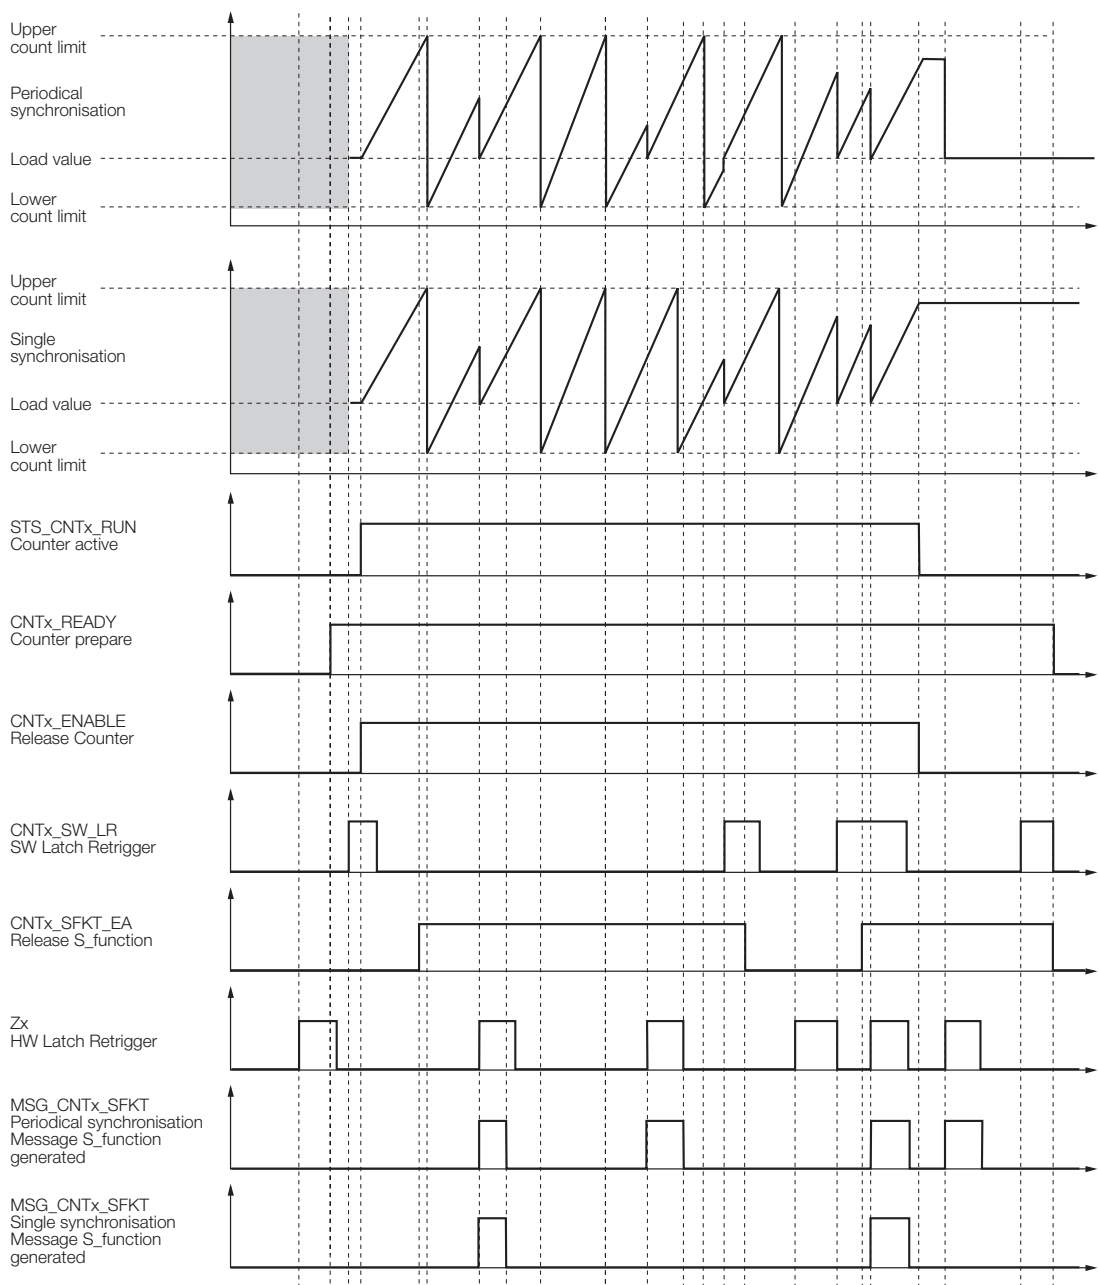 Upper
count limit
Periodical
synchronisation
Load value
Lower
count limit
Upper
count limit
Single
synchronisation
Load value
Lower
count limit
STS_CNTx_RUN
Counter active
CNTx_READY
Counter prepare
CNTx_ENABLE
Release Counter
CNTx_SW_LR
SW Latch Retrigger
CNTx_SFKT_EA
Release S_function
Zx
HW Latch Retrigger
MSG_CNTx_SFKT
Periodical synchronisation
Message S_function
generated
MSG_CNTx_SFKT
Single synchronisation
Message S_function
generated